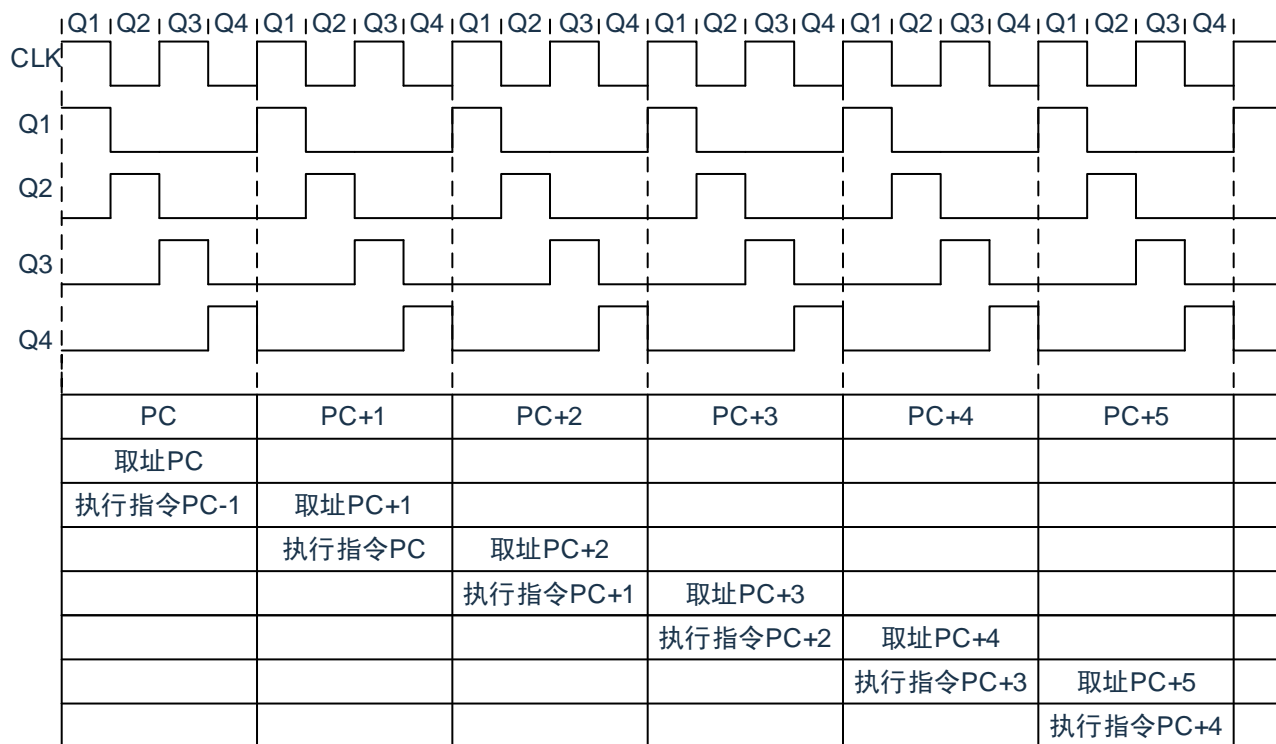 Q1 Q2 Q3 Q4 Q1 Q2 Q3 Q4 Q1 Q2 Q3 Q4 Q1 Q2 Q3 Q4 Q1 Q2 Q3 Q4 Q1 Q2 Q3 Q4
CLK
Q1
Q2
Q3
Q4
PC PC+1 PC+2 PC+3 PC+4 PC+5
取址PC
执行指令PC-1 取址PC+1
执行指令PC 取址PC+2
执行指令PC+1 取址PC+3
执行指令PC+2 取址PC+4
执行指令PC+3 取址PC+5
执行指令PC+4